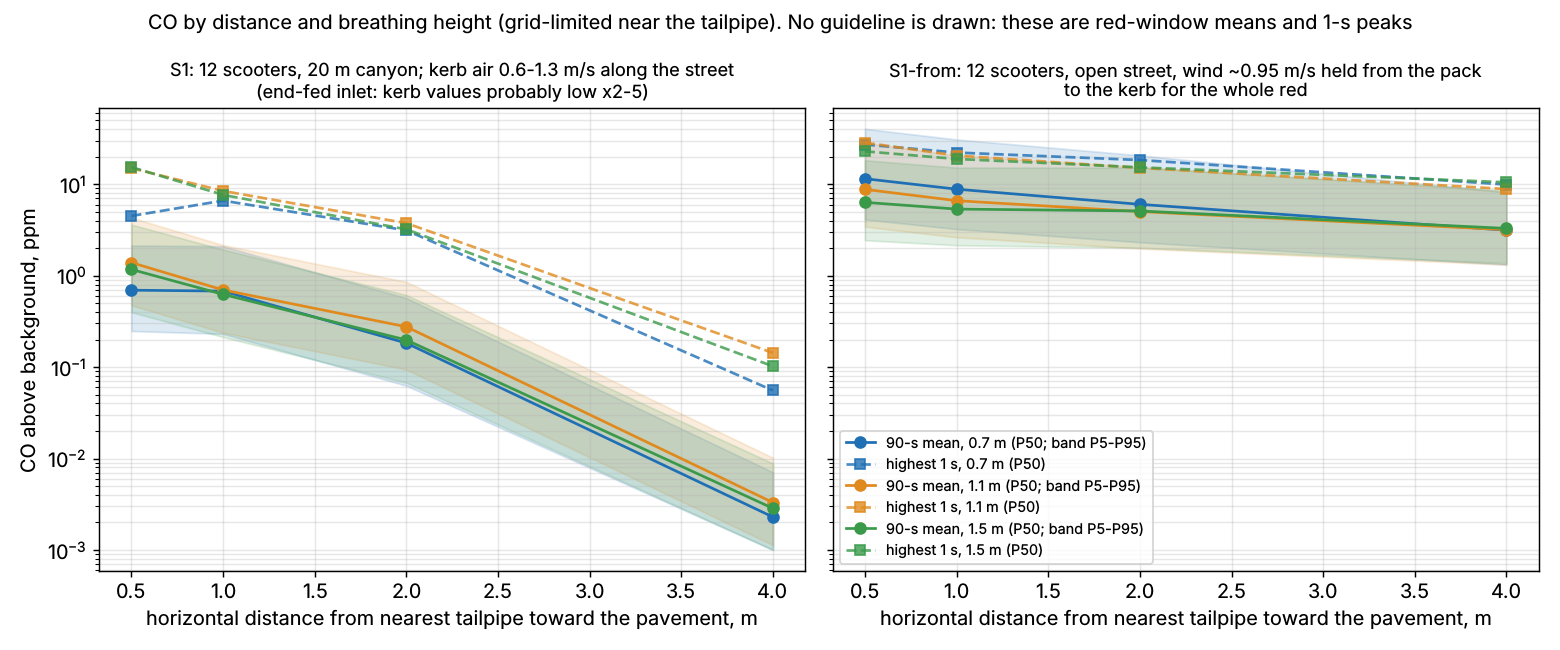 CO by distance and breathing height (grid-limited near the tailpipe). No guideline is drawn: these are red-window means and 1-s peaks
S1: 12 scooters, 20 m canyon; kerb air 0.6-1.3 m/s along the street
(end-fed inlet: kerb values probably low x2-5)
CO above background, ppm
10¹
10⁰
10⁻¹
10⁻²
10⁻³
0.5 1.0 1.5 2.0 2.5 3.0 3.5 4.0
horizontal distance from nearest tailpipe toward the pavement, m
S1-from: 12 scooters, open street, wind ~0.95 m/s held from the pack
to the kerb for the whole red
90-s mean, 0.7 m (P50; band P5-P95)
highest 1 s, 0.7 m (P50)
90-s mean, 1.1 m (P50; band P5-P95)
highest 1 s, 1.1 m (P50)
90-s mean, 1.5 m (P50; band P5-P95)
highest 1 s, 1.5 m (P50)
0.5 1.0 1.5 2.0 2.5 3.0 3.5 4.0
horizontal distance from nearest tailpipe toward the pavement, m